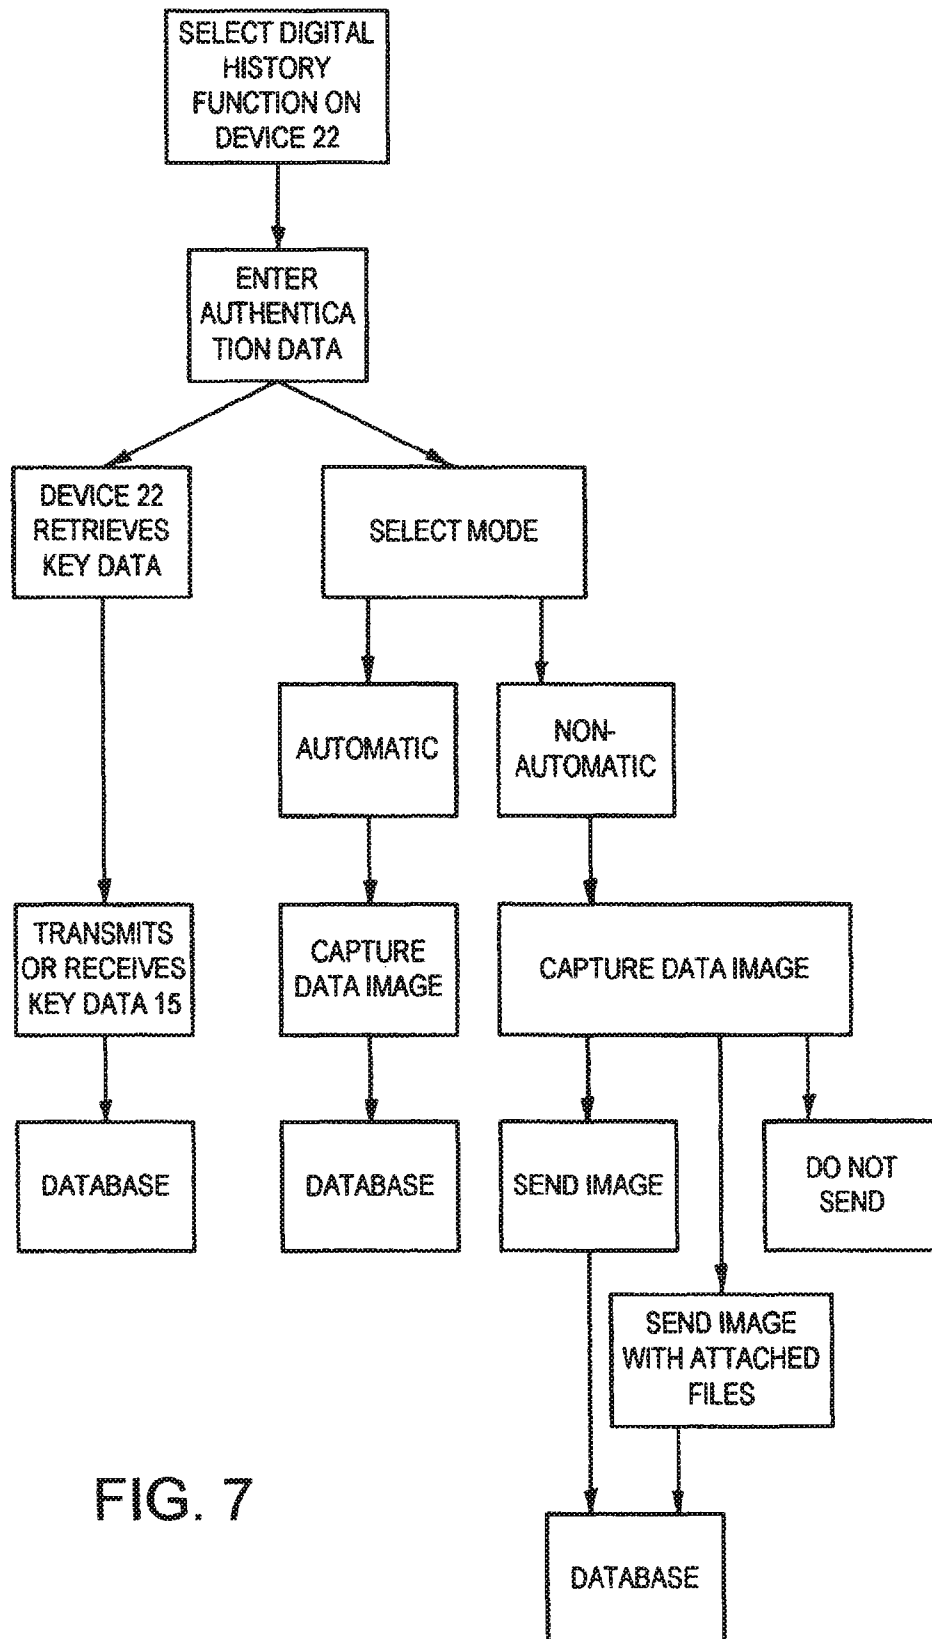 SELECT DIGITAL
HISTORY
FUNCTION ON
DEVICE 22
ENTER
AUTHENTICA
TION DATA
DEVICE 22
RETRIEVES
KEY DATA
SELECT MODE
AUTOMATIC
NON-
AUTOMATIC
TRANSMITS
OR RECEIVES
KEY DATA 15
CAPTURE
DATA IMAGE
CAPTURE DATA IMAGE
DATABASE
DATABASE
SEND IMAGE
DO NOT
SEND
SEND IMAGE
WITH ATTACHED
FILES
DATABASE
FIG. 7